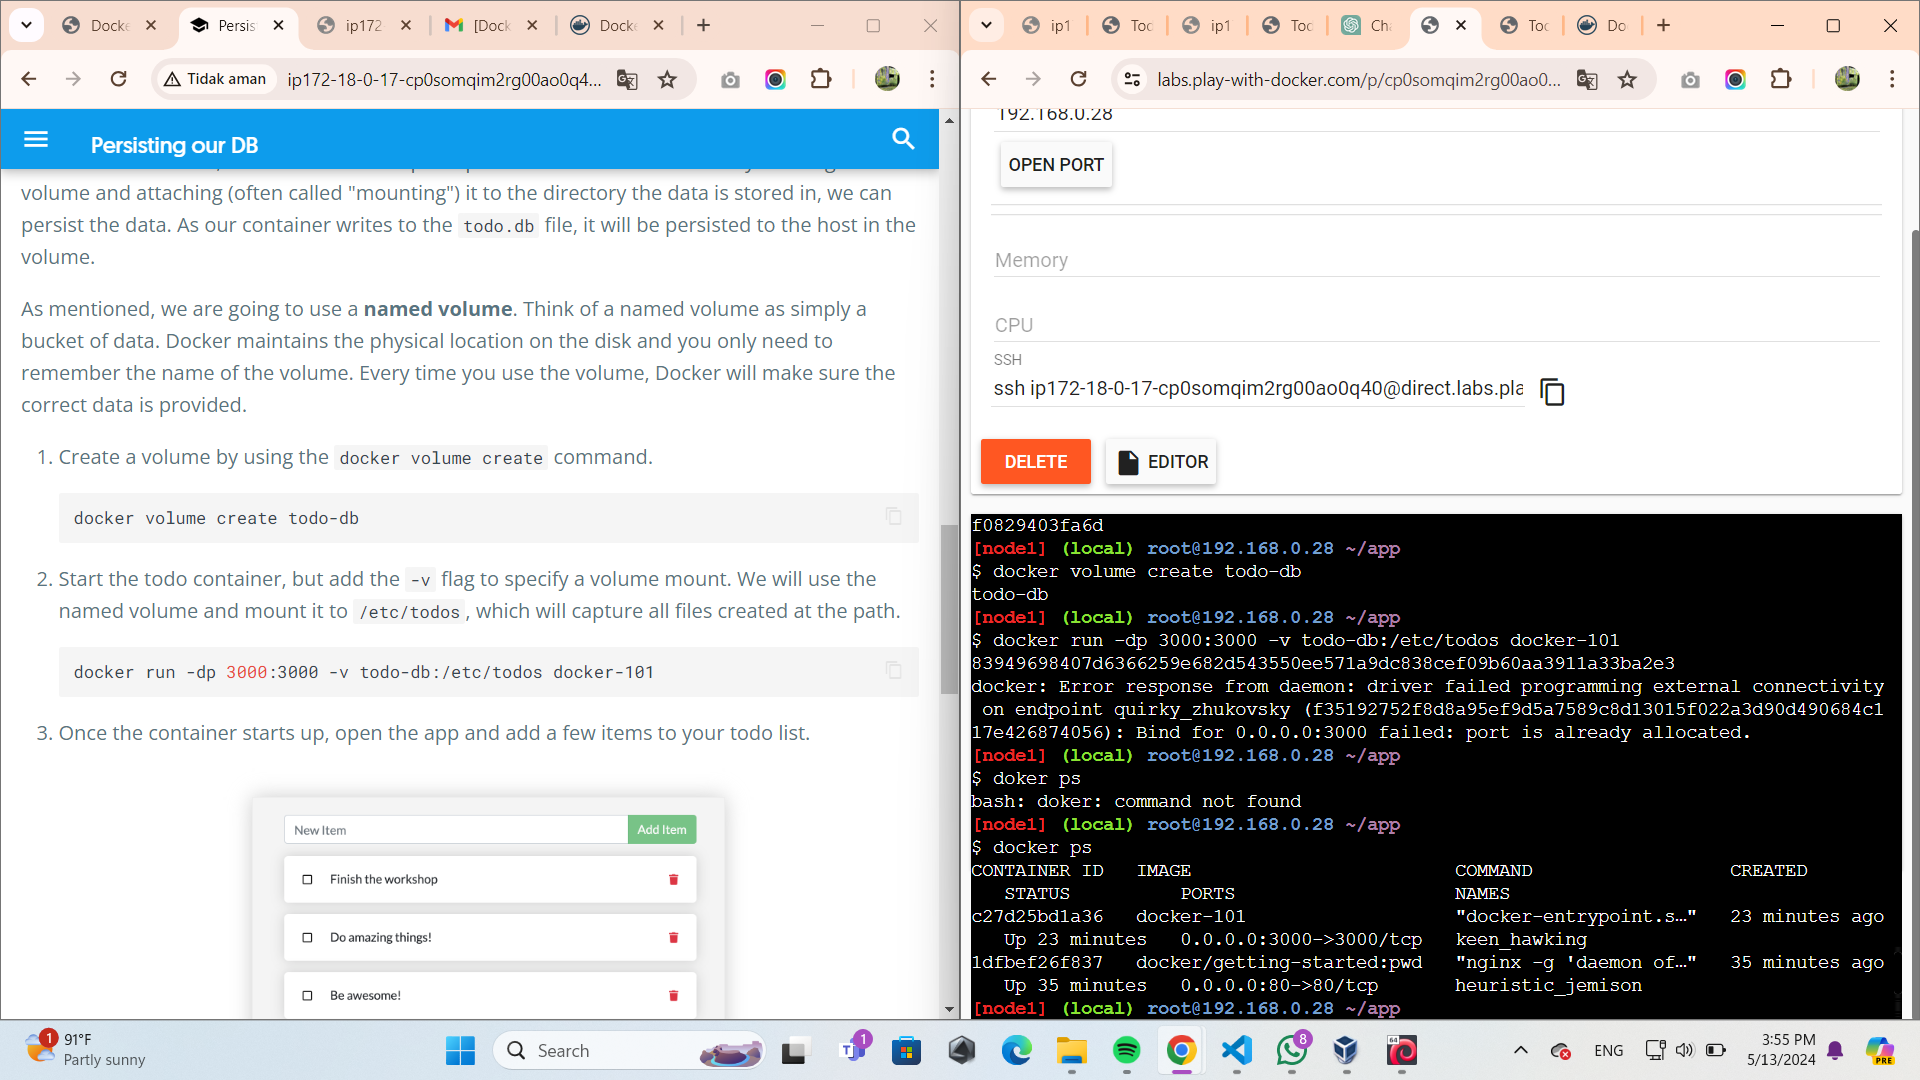 Docke
Persis
ip172
[Dock
Docke
Tidak aman
ip172-18-0-17-cp0somqim2rg00ao0q4...
Persisting our DB
volume and attaching (often called "mounting") it to the directory the data is stored in, we can
persist the data. As our container writes to the todo.db file, it will be persisted to the host in the
volume.
As mentioned, we are going to use a named volume. Think of a named volume as simply a
bucket of data. Docker maintains the physical location on the disk and you only need to
remember the name of the volume. Every time you use the volume, Docker will make sure the
correct data is provided.
1. Create a volume by using the docker volume create command.
docker volume create todo-db
2. Start the todo container, but add the -v flag to specify a volume mount. We will use the
named volume and mount it to /etc/todos, which will capture all files created at the path.
docker run -dp 3000:3000 -v todo-db:/etc/todos docker-101
3. Once the container starts up, open the app and add a few items to your todo list.
New Item
Add Item
Finish the workshop
Do amazing things!
Be awesome!
ip1
Too
ip1
Too
Ch
Too
Do
labs.play-with-docker.com/p/cp0somqim2rg00ao0...
192.168.0.28
OPEN PORT
Memory
CPU
SSH
ssh ip172-18-0-17-cp0somqim2rg00ao0q40@direct.labs.pla
DELETE
EDITOR
f0829403fa6d
[node1] (local) root@192.168.0.28 ~/app
$ docker volume create todo-db
todo-db
[node1] (local) root@192.168.0.28 ~/app
$ docker run -dp 3000:3000 -v todo-db:/etc/todos docker-101
83949698407d6366259e682d543550ee571a9dc838cef09b60aa3911a33ba2e3
docker: Error response from daemon: driver failed programming external connectivity
on endpoint quirky_zhukovsky (f35192752f8d8a95ef9d5a7589c8d13015f022a3d90d490684c1
17e426874056): Bind for 0.0.0.0:3000 failed: port is already allocated.
[node1] (local) root@192.168.0.28 ~/app
$ doker ps
bash: doker: command not found
[node1] (local) root@192.168.0.28 ~/app
$ docker ps
CONTAINER ID IMAGE COMMAND CREATED
STATUS PORTS NAMES
c27d25bd1a36 docker-101 "docker-entrypoint.s…" 23 minutes ago
Up 23 minutes 0.0.0.0:3000->3000/tcp keen_hawking
1dfbef26f837 docker/getting-started:pwd "nginx -g 'daemon of…" 35 minutes ago
Up 35 minutes 0.0.0.0:80->80/tcp heuristic_jemison
[node1] (local) root@192.168.0.28 ~/app
1
91°F
Partly sunny
Search
1
8
64
ENG
3:55 PM
5/13/2024
PRE